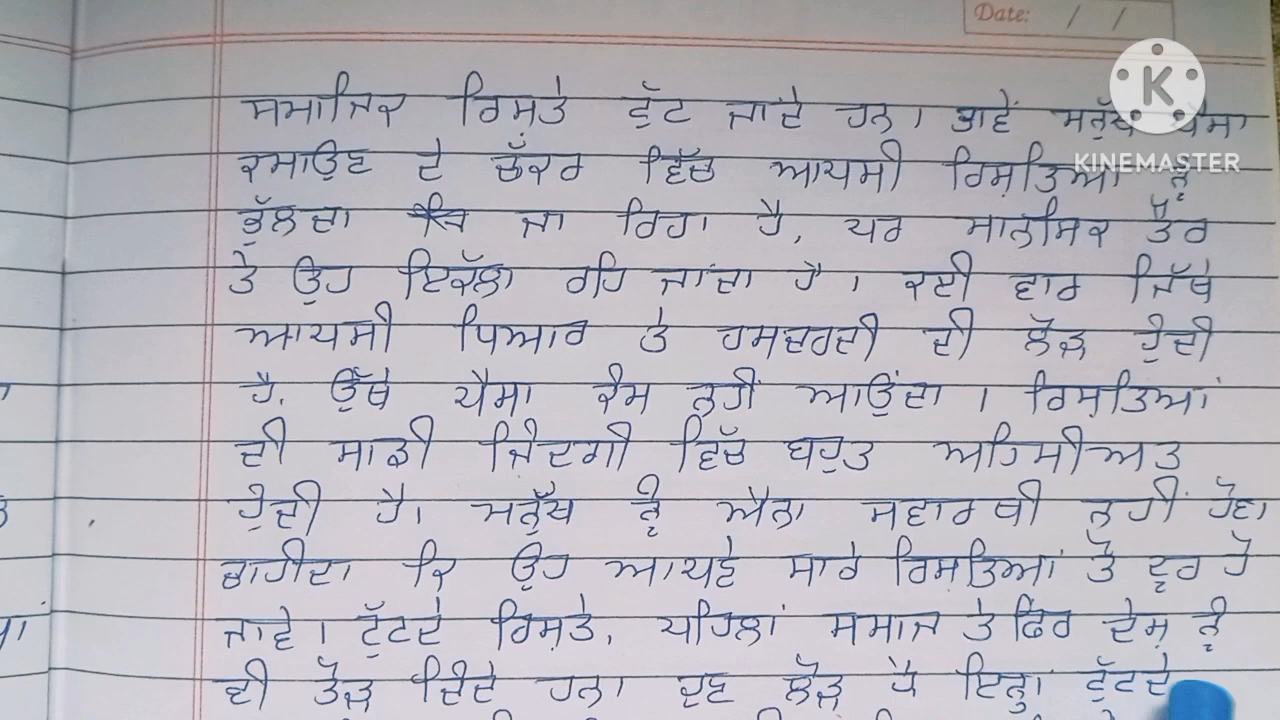 Date: / /
K
KINEMASTER
ਸਮਾਜਿਕ ਰਿਸ਼ਤੇ ਟੁੱਟ ਜਾਂਦੇ ਹਨ। ਭਾਵੇਂ ਮਨੁੱਖ ਪੈਸਾ
ਕਮਾਉਣ ਦੇ ਚੱਕਰ ਵਿੱਚ ਆਪਸੀ ਰਿਸ਼ਤਿਆਂ ਨੂੰ
ਭੁੱਲਦਾ ਜਾ ਰਿਹਾ ਹੈ, ਪਰ ਮਾਨਸਿਕ ਤੌਰ
ਤੇ ਉਹ ਇਕੱਲਾ ਰਹਿ ਜਾਂਦਾ ਹੈ। ਕਈ ਵਾਰ ਜਿੱਥੇ
ਆਪਸੀ ਪਿਆਰ ਤੇ ਹਮਦਰਦੀ ਦੀ ਲੋੜ ਹੁੰਦੀ
ਹੈ, ਉੱਥੇ ਪੈਸਾ ਕੰਮ ਨਹੀਂ ਆਉਂਦਾ। ਰਿਸ਼ਤਿਆਂ
ਦੀ ਸਾਡੀ ਜ਼ਿੰਦਗੀ ਵਿੱਚ ਬਹੁਤ ਅਹਿਮੀਅਤ
ਹੁੰਦੀ ਹੈ। ਮਨੁੱਖ ਨੂੰ ਐਨਾ ਸਵਾਰਥੀ ਨਹੀਂ ਹੋਣਾ
ਚਾਹੀਦਾ ਕਿ ਉਹ ਆਪਣੇ ਸਾਰੇ ਰਿਸ਼ਤਿਆਂ ਤੋਂ ਦੂਰ ਹੋ
ਜਾਵੇ। ਟੁੱਟਦੇ ਰਿਸ਼ਤੇ, ਪਹਿਲਾਂ ਸਮਾਜ ਤੇ ਫਿਰ ਦੇਸ਼ ਨੂੰ
ਵੀ ਤੋੜ ਦਿੰਦੇ ਹਨ। ਹੁਣ ਲੋੜ ਹੈ ਇਨ੍ਹਾਂ ਟੁੱਟਦੇ